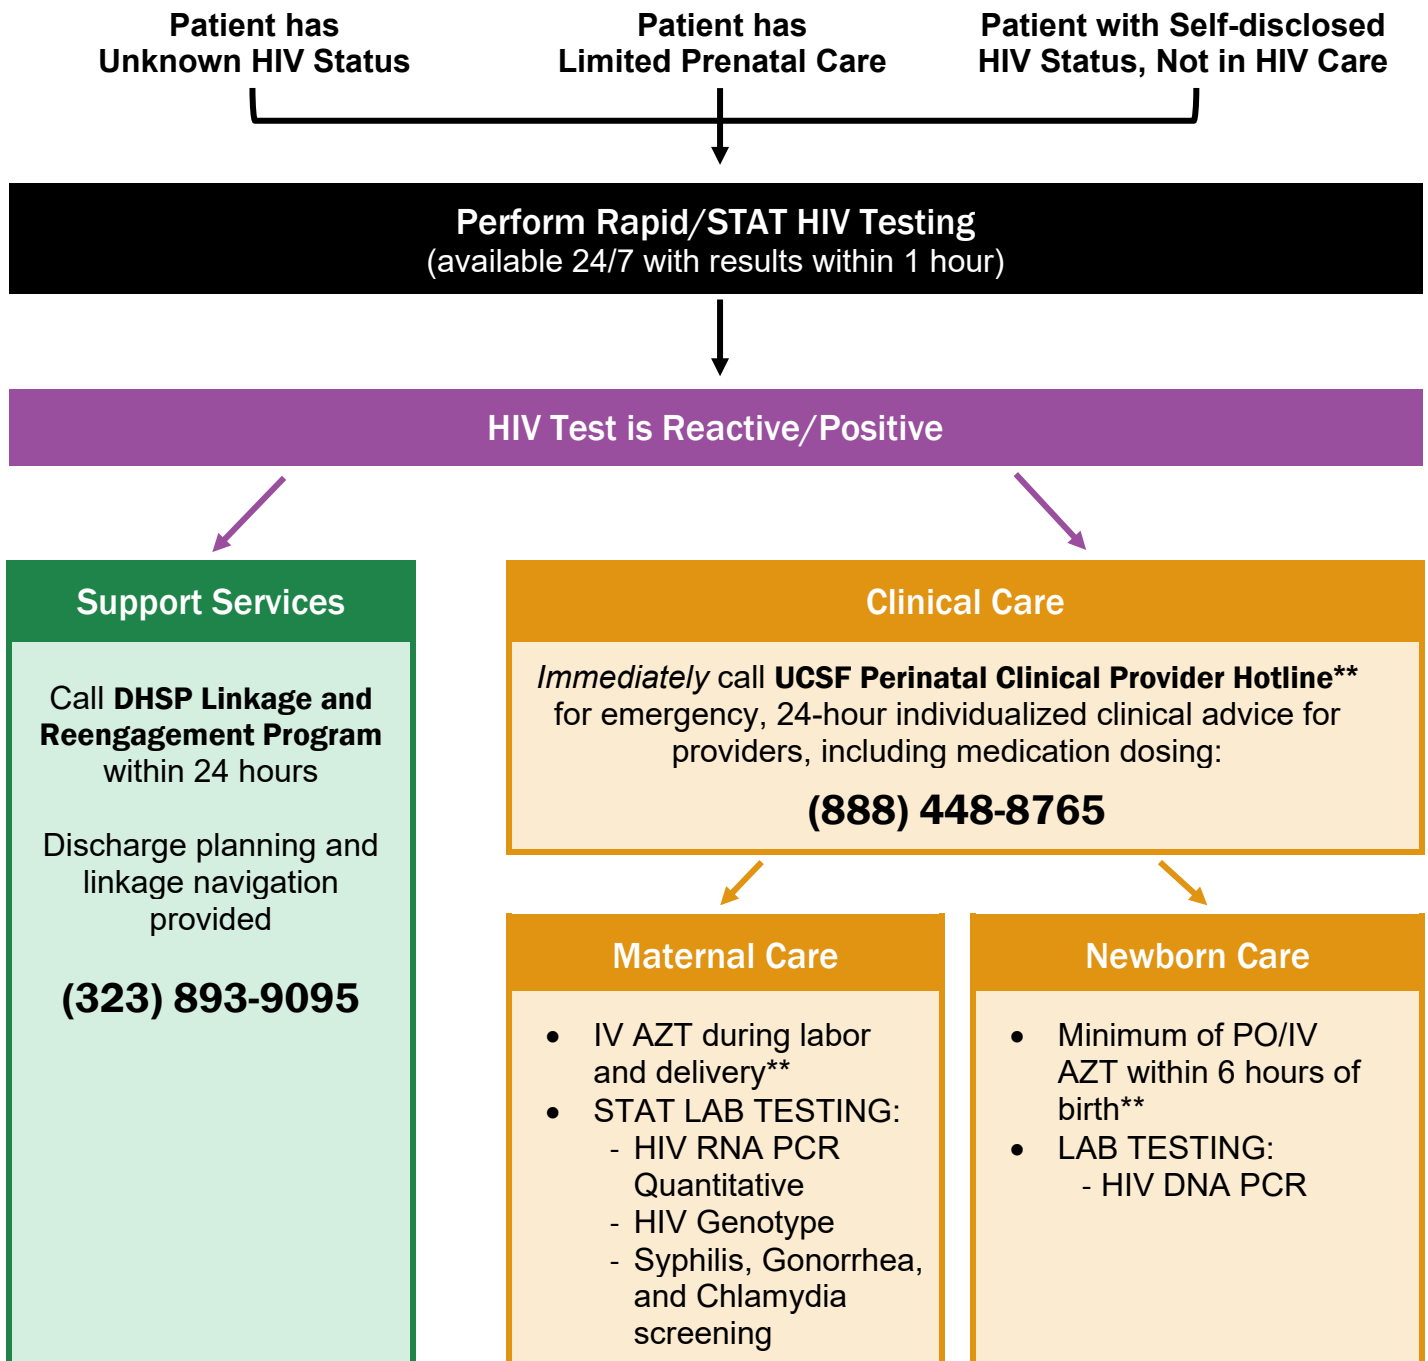 Patient has
Unknown HIV Status
Patient has
Limited Prenatal Care
Patient with Self-disclosed
HIV Status, Not in HIV Care
Perform Rapid/STAT HIV Testing
(available 24/7 with results within 1 hour)
HIV Test is Reactive/Positive
Support Services
Call DHSP Linkage and
Reengagement Program
within 24 hours
Discharge planning and
linkage navigation
provided
(323) 893-9095
Clinical Care
Immediately call UCSF Perinatal Clinical Provider Hotline**
for emergency, 24-hour individualized clinical advice for
providers, including medication dosing:
(888) 448-8765
Maternal Care
• IV AZT during labor
and delivery**
• STAT LAB TESTING:
- HIV RNA PCR
Quantitative
- HIV Genotype
- Syphilis, Gonorrhea,
and Chlamydia
screening
Newborn Care
• Minimum of PO/IV
AZT within 6 hours of
birth**
• LAB TESTING:
- HIV DNA PCR